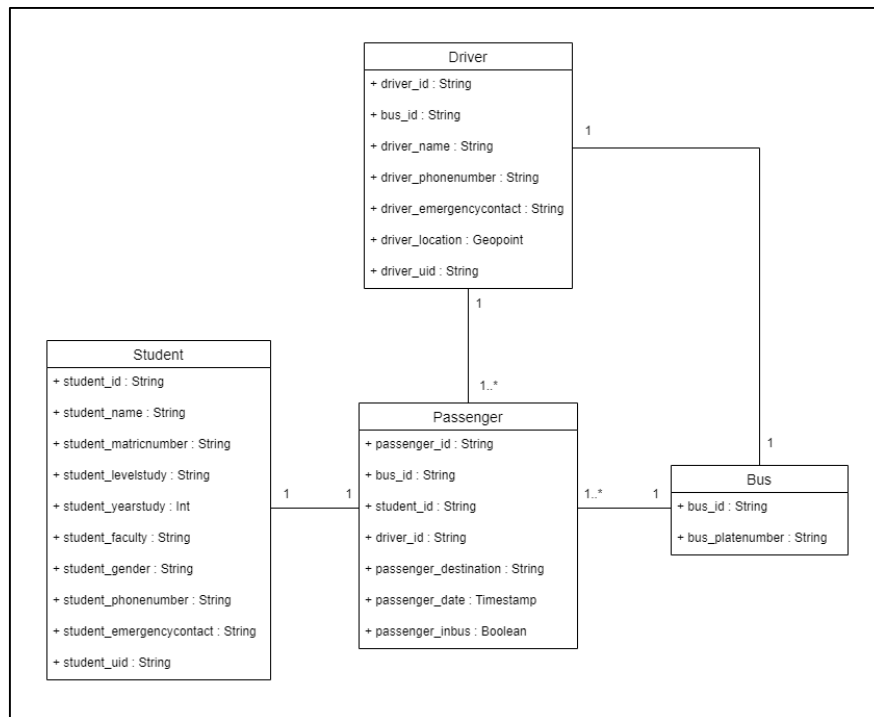 Driver
+ driver_id : String
+ bus_id : String
+ driver_name : String
+ driver_phonenumber : String
+ driver_emergencycontact : String
+ driver_location : Geopoint
+ driver_uid : String
1
1
1
1..*
Student
+ student_id : String
+ student_name : String
+ student_matricnumber : String
+ student_levelstudy : String
+ student_yearstudy : Int
+ student_faculty : String
+ student_gender : String
+ student_phonenumber : String
+ student_emergencycontact : String
+ student_uid : String
1
1
Passenger
+ passenger_id : String
+ bus_id : String
+ student_id : String
+ driver_id : String
+ passenger_destination : String
+ passenger_date : Timestamp
+ passenger_inbus : Boolean
1..*
1
Bus
+ bus_id : String
+ bus_platenumber : String